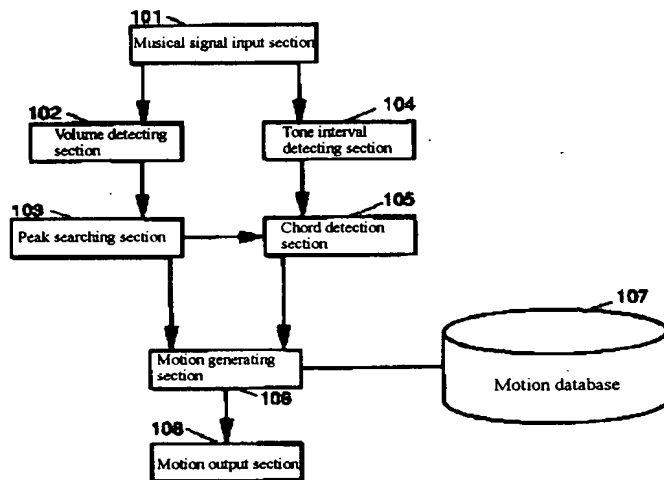 101
Musical signal input section
102
Volume detecting
section
104
Tone interval
detecting section
103
Peak searching section
105
Chord detection
section
107
Motion database
Motion generating
section
106
108
Motion output section